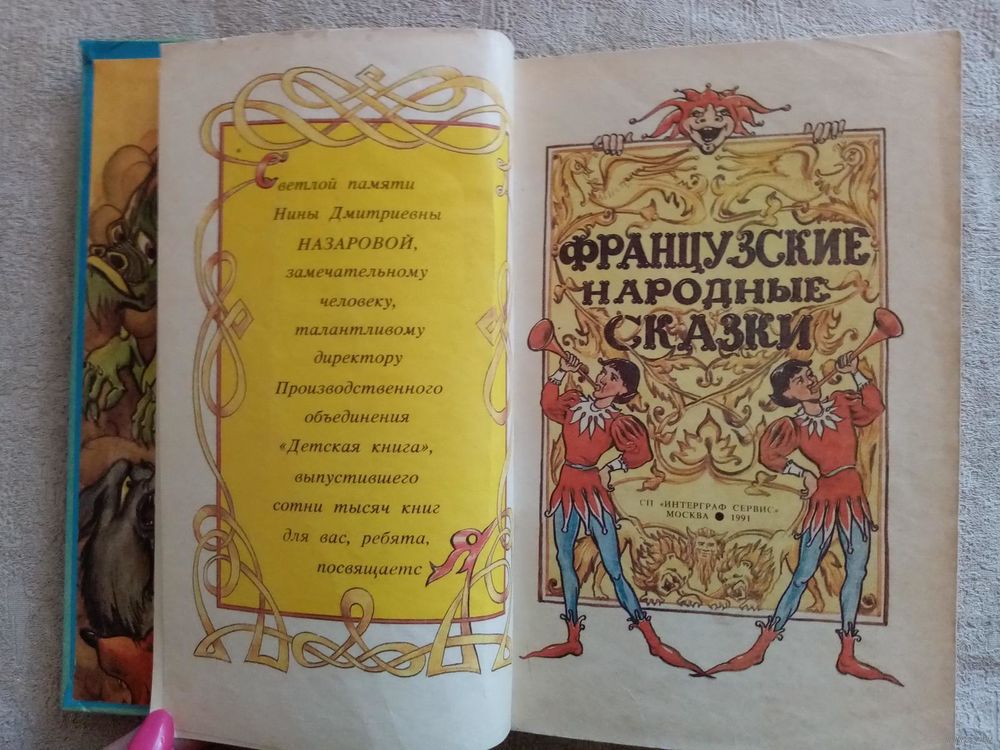 Светлой памяти
Нины Дмитриевны
НАЗАРОВОЙ,
замечательному
человеку,
талантливому
директору
Производственного
объединения
«Детская книга»,
выпустившего
сотни тысяч книг
для вас, ребята,
посвящается
ФРАНЦУЗСКИЕ
НАРОДНЫЕ
СКАЗКИ
СП «ИНТЕРГРАФ СЕРВИС»
МОСКВА ● 1991